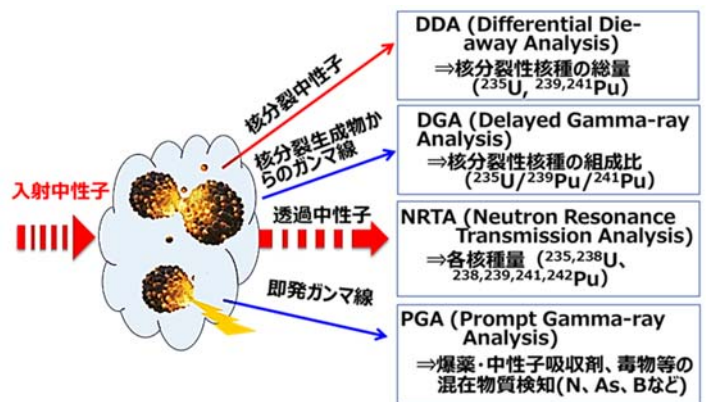 入射中性子
核分裂中性子
核分裂生成物か
らのガンマ線
透過中性子
即発ガンマ線
DDA (Differential Die-
away Analysis)
⇒核分裂性核種の総量
(²³⁵U, ²³⁹,²⁴¹Pu)
DGA (Delayed Gamma-ray
Analysis)
⇒核分裂性核種の組成比
(²³⁵U/²³⁹Pu/²⁴¹Pu)
NRTA (Neutron Resonance
Transmission Analysis)
⇒各核種量 (²³⁵,²³⁸U、
²³⁸,²³⁹,²⁴¹,²⁴²Pu)
PGA (Prompt Gamma-ray
Analysis)
⇒爆薬・中性子吸収剤、毒物等の
混在物質検知(N、As、Bなど)